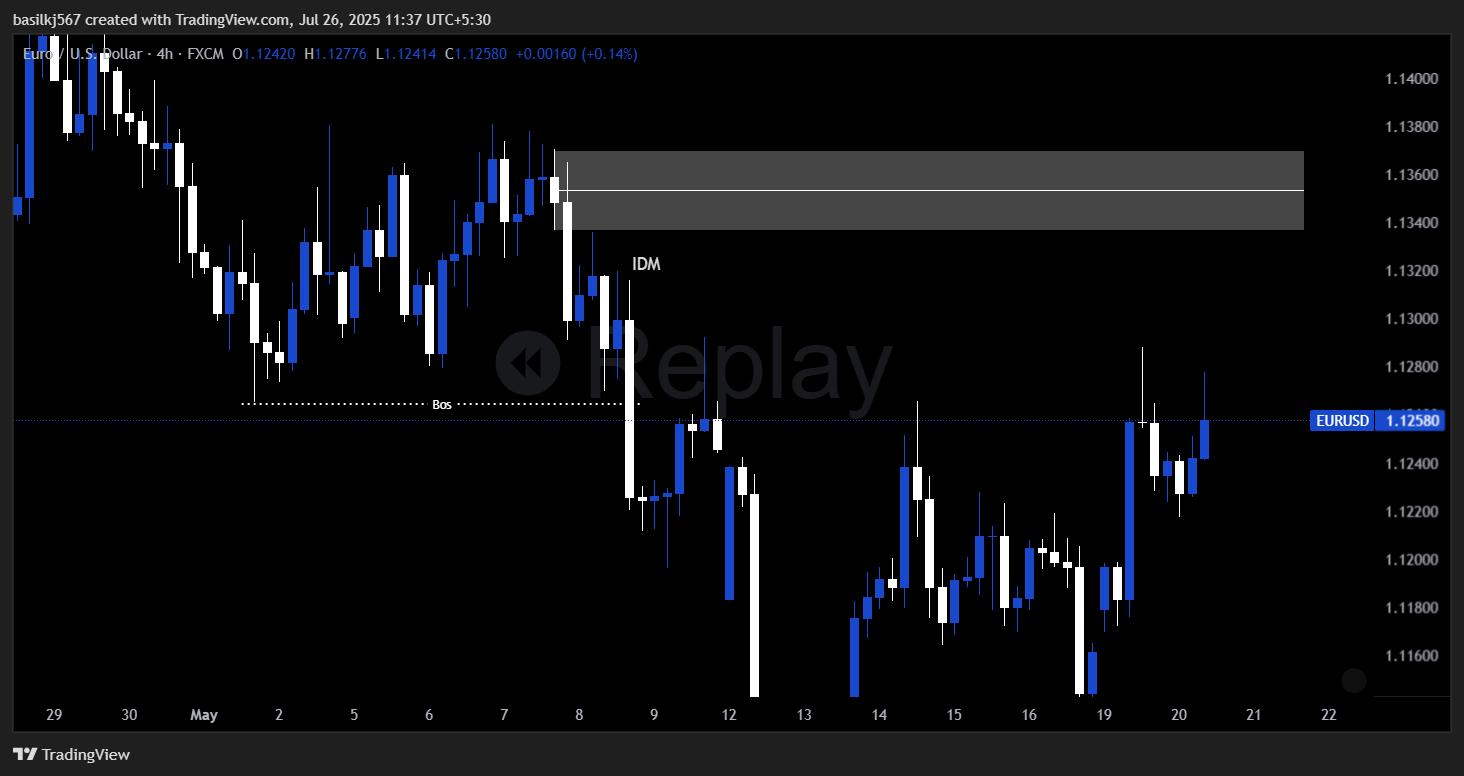 basilkj567 created with TradingView.com, Jul 26, 2025 11:37 UTC+5:30
Euro / U.S. Dollar · 4h · FXCM O1.12420 H1.12776 L1.12414 C1.12580 +0.00160 (+0.14%)
1.14000
1.13800
1.13600
1.13400
IDM
1.13200
1.13000
Replay
1.12800
Bos
EURUSD 1.12580
1.12400
1.12200
1.12000
1.11800
1.11600
29 30 May 2 5 6 7 8 9 12 13 14 15 16 19 20 21 22
TradingView